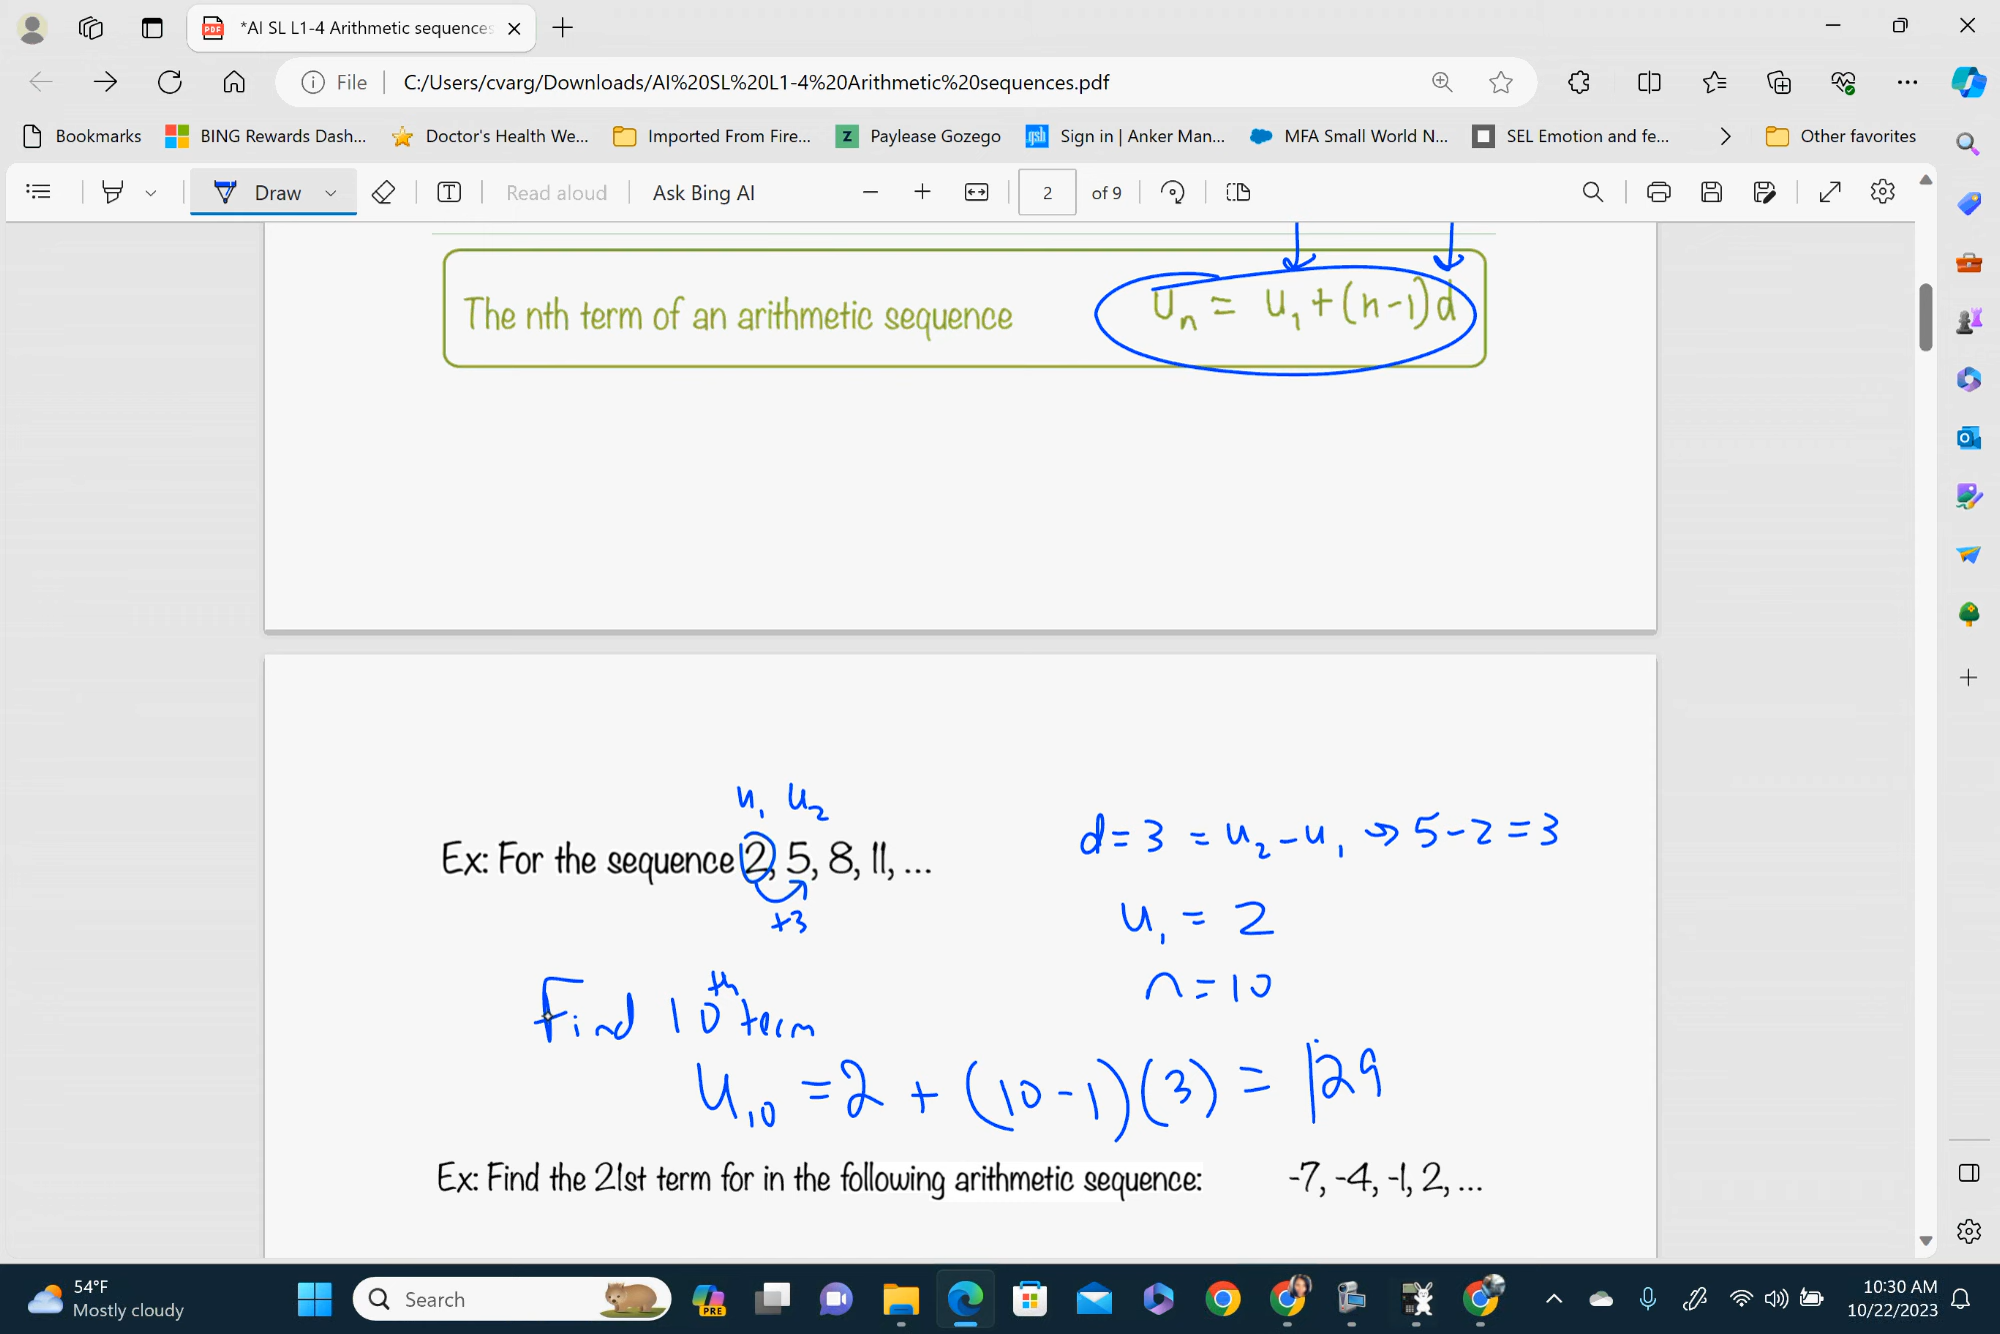 *AI SL L1-4 Arithmetic sequences
File C:/Users/cvarg/Downloads/AI%20SL%20L1-4%20Arithmetic%20sequences.pdf
Bookmarks BING Rewards Dash... Doctor's Health We... Imported From Fire... Paylease Gozego Sign in | Anker Man... MFA Small World N... SEL Emotion and fe... Other favorites
Draw Read aloud Ask Bing AI 2 of 9
The nth term of an arithmetic sequence Un = U1 + (n-1)d
u1 u2
Ex: For the sequence 2, 5, 8, 11, ... d = 3 = u2 - u1 → 5 - 2 = 3
+3 u1 = 2
n = 10
Find 10th term
U10 = 2 + (10-1)(3) = |29
Ex: Find the 21st term for in the following arithmetic sequence: -7, -4, -1, 2, ...
54°F
Mostly cloudy
Search
PRE
10:30 AM
10/22/2023